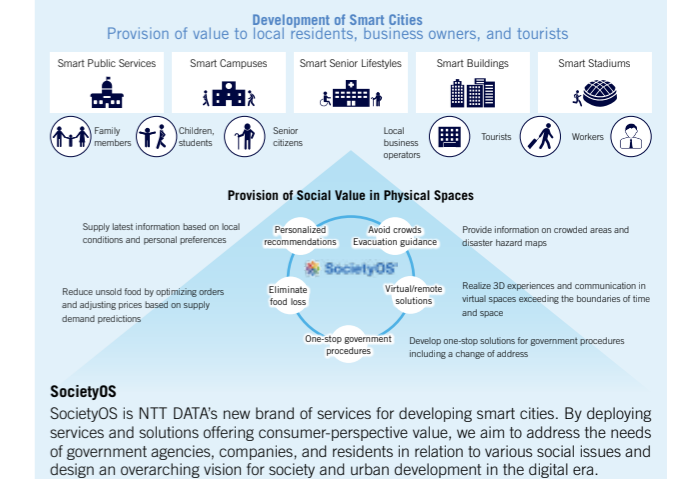 Development of Smart Cities
Provision of value to local residents, business owners, and tourists
Smart Public Services
Smart Campuses
Smart Senior Lifestyles
Smart Buildings
Smart Stadiums
Family
members
Children,
students
Senior
citizens
Local
business
operators
Tourists
Workers
Provision of Social Value in Physical Spaces
Supply latest information based on local
conditions and personal preferences
Personalized
recommendations
Avoid crowds
Evacuation guidance
Provide information on crowded areas and
disaster hazard maps
SocietyOS
Reduce unsold food by optimizing orders
and adjusting prices based on supply
demand predictions
Eliminate
food loss
Virtual/remote
solutions
Realize 3D experiences and communication in
virtual spaces exceeding the boundaries of time
and space
One-stop government
procedures
Develop one-stop solutions for government procedures
including a change of address
SocietyOS
SocietyOS is NTT DATA's new brand of services for developing smart cities. By deploying
services and solutions offering consumer-perspective value, we aim to address the needs
of government agencies, companies, and residents in relation to various social issues and
design an overarching vision for society and urban development in the digital era.